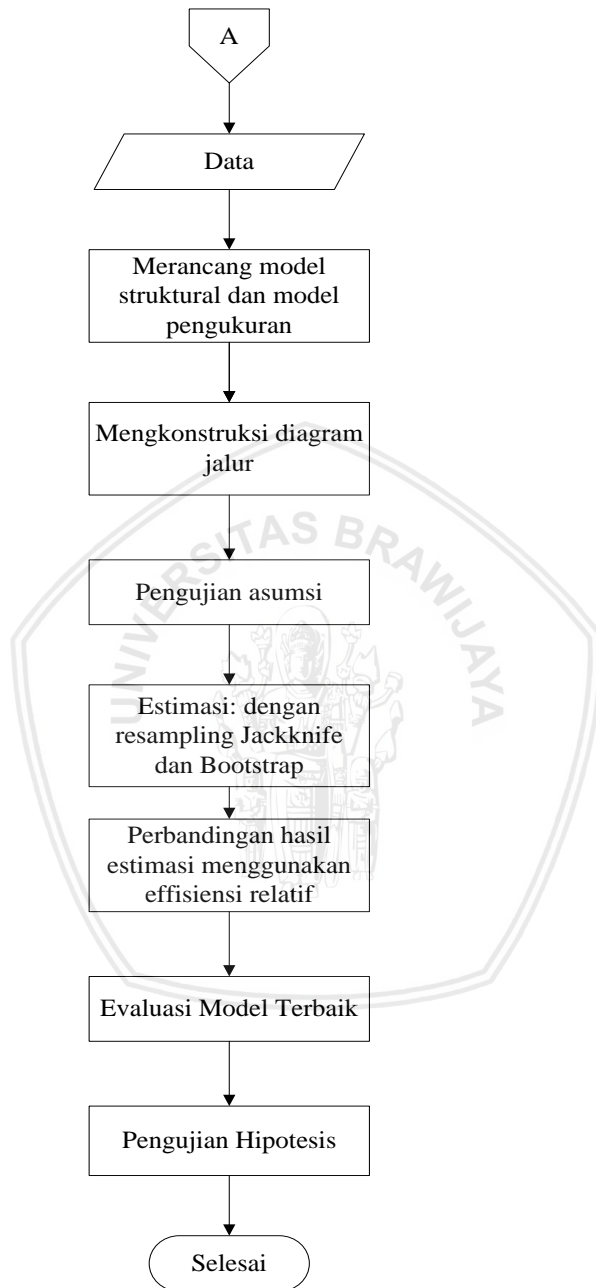 A
Data
Merancang model
struktural dan model
pengukuran
Mengkonstruksi diagram
jalur
UNIVERSITAS BRAWIJAYA
Pengujian asumsi
Estimasi: dengan
resampling Jackknife
dan Bootstrap
Perbandingan hasil
estimasi menggunakan
effisiensi relatif
Evaluasi Model Terbaik
Pengujian Hipotesis
Selesai